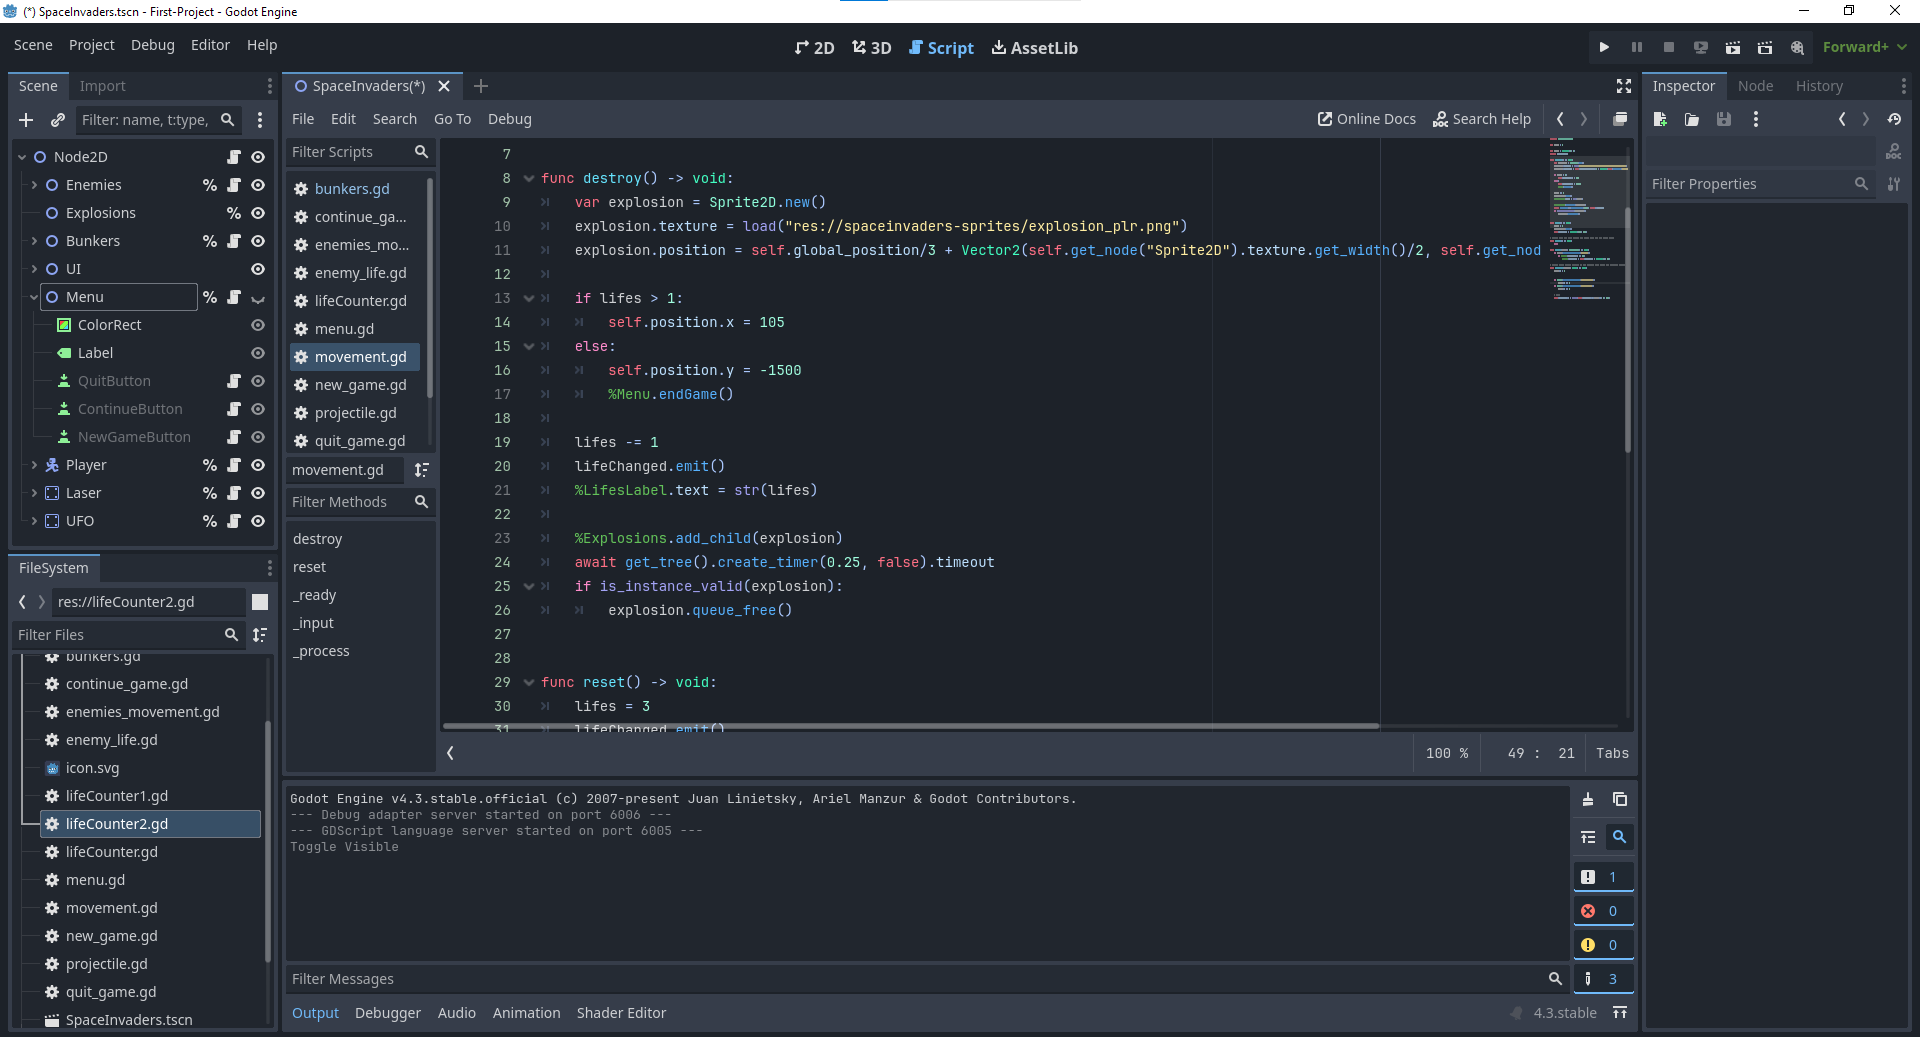 (*) SpaceInvaders.tscn - First-Project - Godot Engine
Scene Project Debug Editor Help
2D 3D Script AssetLib
Forward+
Scene Import
Filter: name, t:type,
Node2D
Enemies
Explosions
Bunkers
UI
Menu
ColorRect
Label
QuitButton
ContinueButton
NewGameButton
Player
Laser
UFO
FileSystem
res://lifeCounter2.gd
Filter Files
bunkers.gd
continue_game.gd
enemies_movement.gd
enemy_life.gd
icon.svg
lifeCounter1.gd
lifeCounter2.gd
lifeCounter.gd
menu.gd
movement.gd
new_game.gd
projectile.gd
quit_game.gd
SpaceInvaders.tscn
SpaceInvaders(*)
File Edit Search Go To Debug
Online Docs Search Help
Filter Scripts
bunkers.gd
continue_ga...
enemies_mo...
enemy_life.gd
lifeCounter.gd
menu.gd
movement.gd
new_game.gd
projectile.gd
quit_game.gd
movement.gd
Filter Methods
destroy
reset
_ready
_input
_process
7
8 func destroy() -> void:
9 var explosion = Sprite2D.new()
10 explosion.texture = load("res://spaceinvaders-sprites/explosion_plr.png")
11 explosion.position = self.global_position/3 + Vector2(self.get_node("Sprite2D").texture.get_width()/2, self.get_nod
12
13 if lifes > 1:
14 self.position.x = 105
15 else:
16 self.position.y = -1500
17 %Menu.endGame()
18
19 lifes -= 1
20 lifeChanged.emit()
21 %LifesLabel.text = str(lifes)
22
23 %Explosions.add_child(explosion)
24 await get_tree().create_timer(0.25, false).timeout
25 if is_instance_valid(explosion):
26 explosion.queue_free()
27
28
29 func reset() -> void:
30 lifes = 3
31 lifeChanged.emit()
100 % 49 : 21 Tabs
Godot Engine v4.3.stable.official (c) 2007-present Juan Linietsky, Ariel Manzur & Godot Contributors.
--- Debug adapter server started on port 6006 ---
--- GDScript language server started on port 6005 ---
Toggle Visible
1
0
0
3
Filter Messages
Output Debugger Audio Animation Shader Editor
4.3.stable
Inspector Node History
Filter Properties